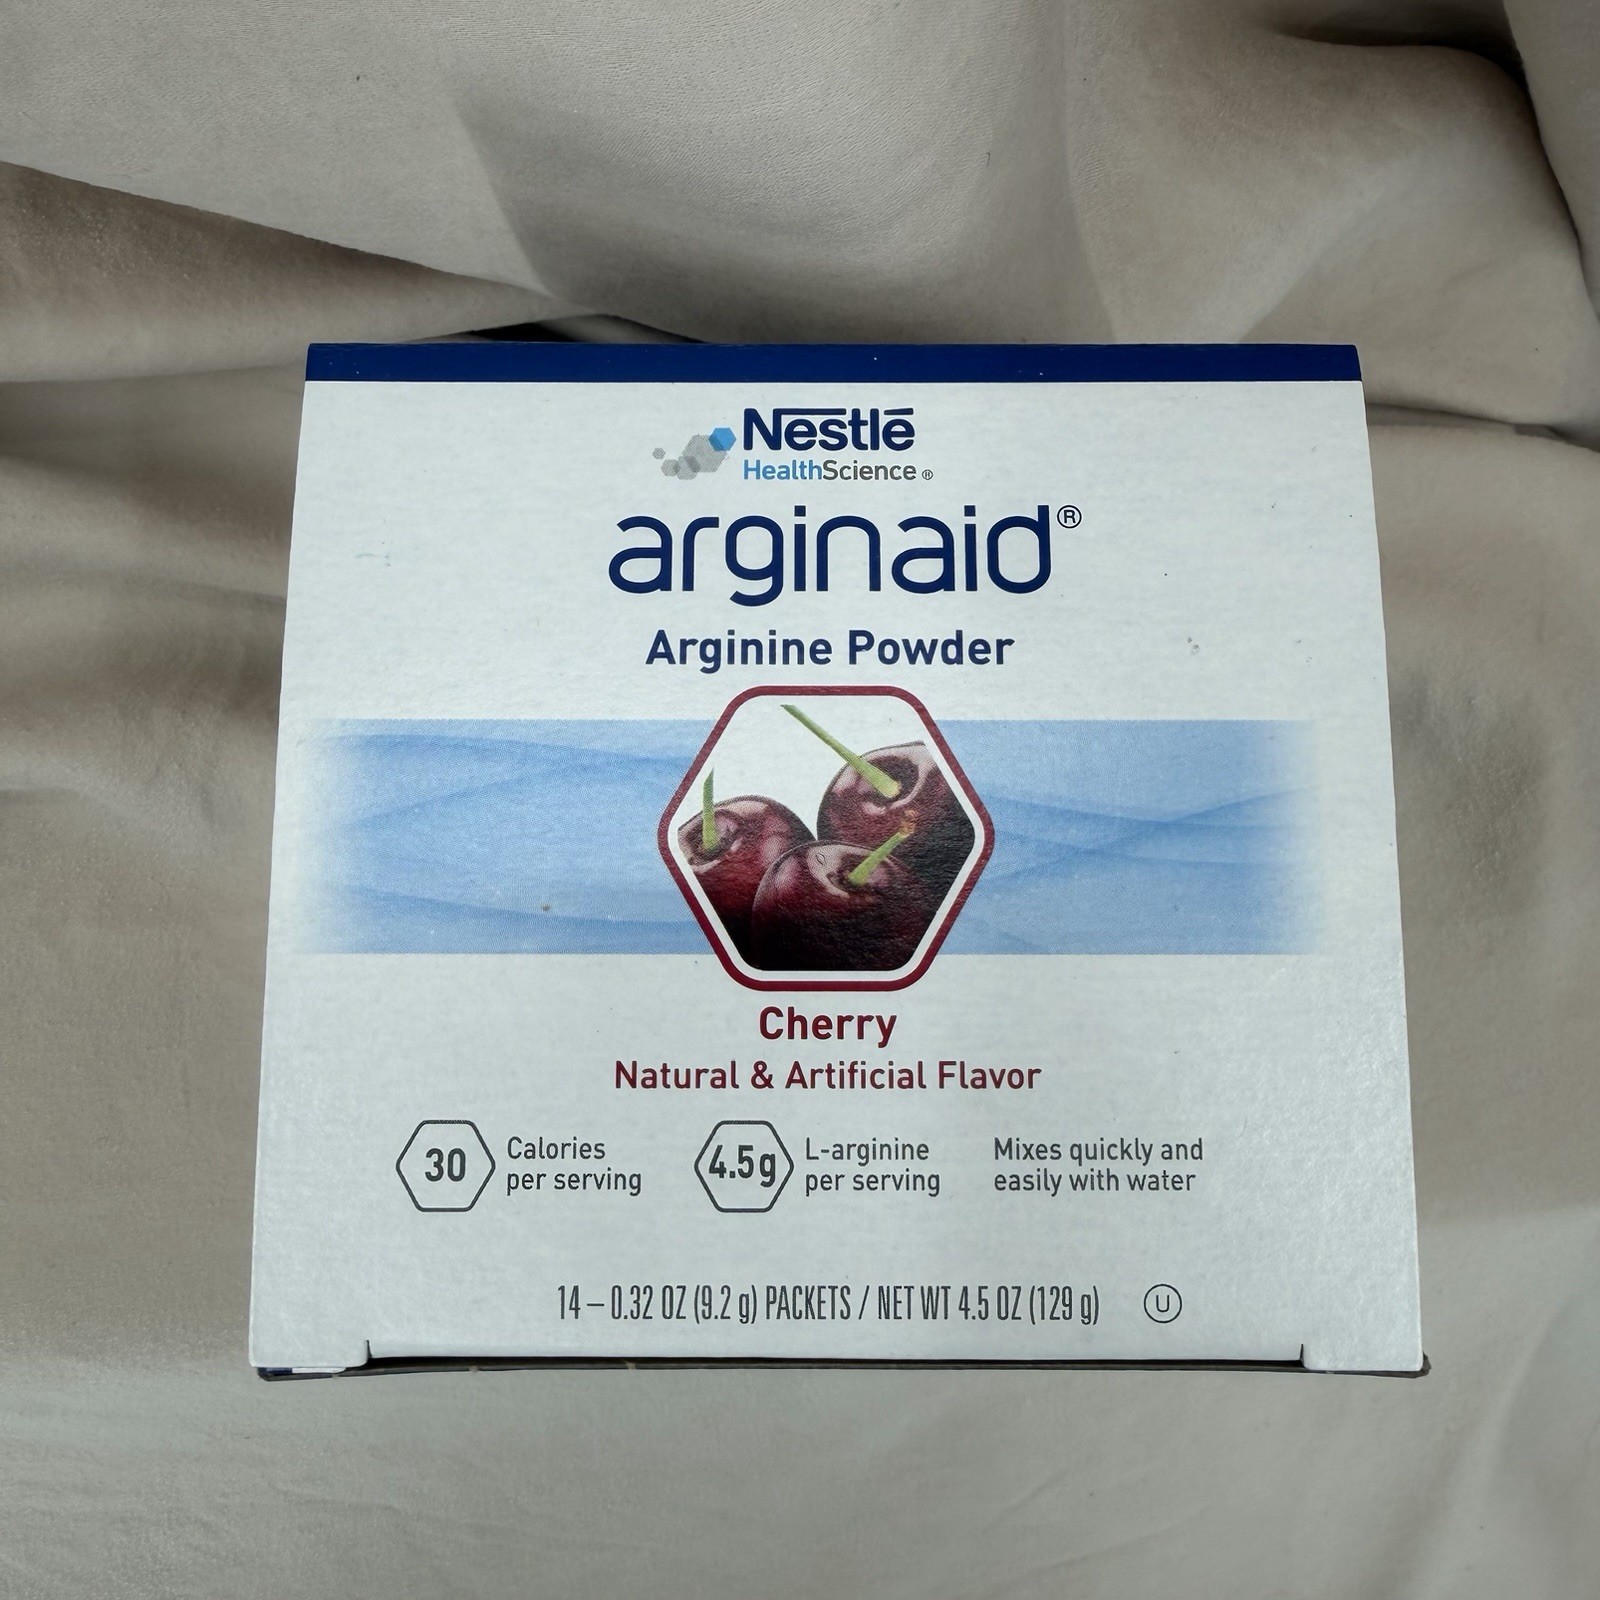 Nestlé
HealthScience®
arginaid®
Arginine Powder
Cherry
Natural & Artificial Flavor
30 Calories per serving
4.5g L-arginine per serving
Mixes quickly and easily with water
14 – 0.32 OZ (9.2 g) PACKETS / NET WT 4.5 OZ (129 g) U